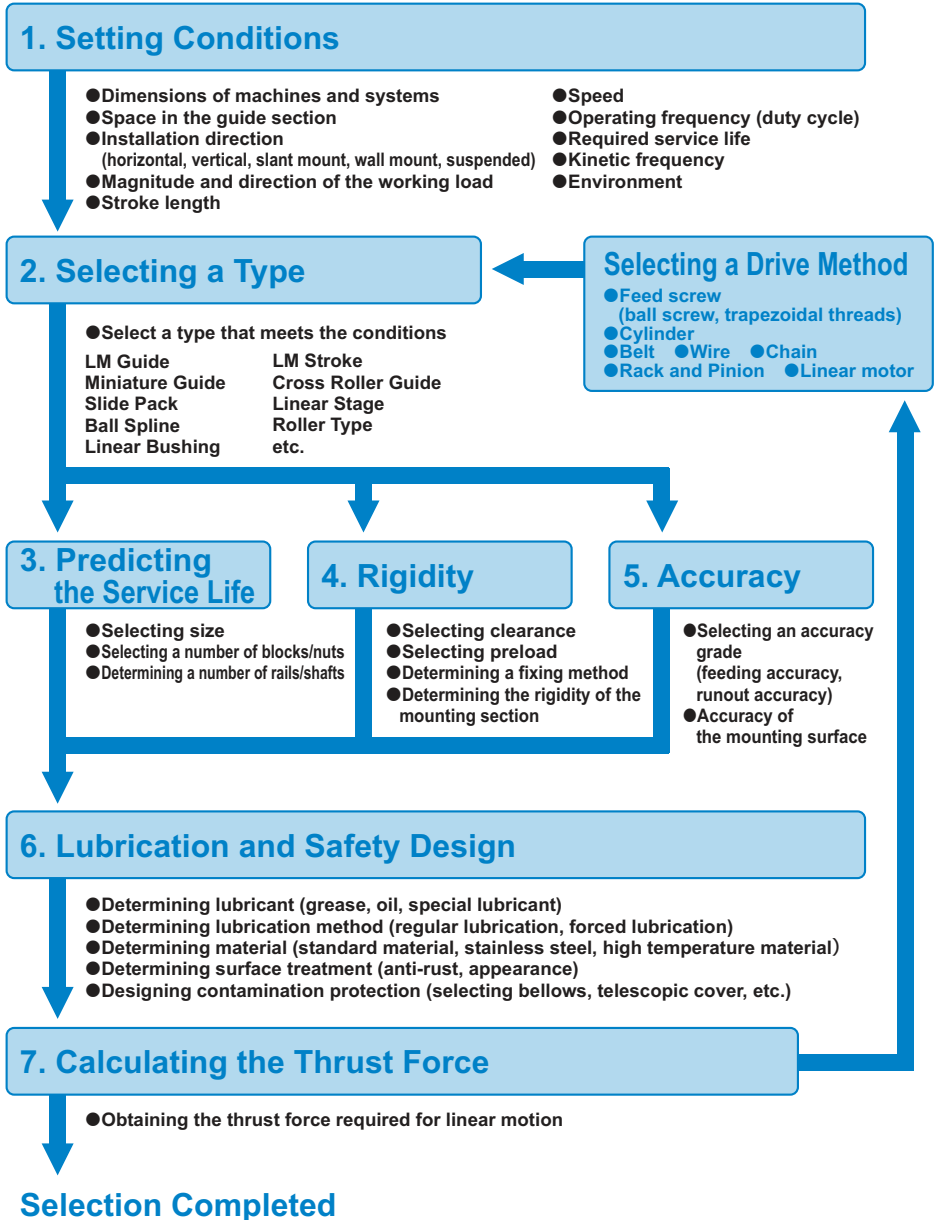 1. Setting Conditions
●Dimensions of machines and systems
●Space in the guide section
●Installation direction
(horizontal, vertical, slant mount, wall mount, suspended)
●Magnitude and direction of the working load
●Stroke length
●Speed
●Operating frequency (duty cycle)
●Required service life
●Kinetic frequency
●Environment
2. Selecting a Type
●Select a type that meets the conditions
LM Guide
Miniature Guide
Slide Pack
Ball Spline
Linear Bushing
LM Stroke
Cross Roller Guide
Linear Stage
Roller Type
etc.
Selecting a Drive Method
●Feed screw
(ball screw, trapezoidal threads)
●Cylinder
●Belt ●Wire ●Chain
●Rack and Pinion ●Linear motor
3. Predicting
the Service Life
●Selecting size
●Selecting a number of blocks/nuts
●Determining a number of rails/shafts
4. Rigidity
●Selecting clearance
●Selecting preload
●Determining a fixing method
●Determining the rigidity of the
mounting section
5. Accuracy
●Selecting an accuracy
grade
(feeding accuracy,
runout accuracy)
●Accuracy of
the mounting surface
6. Lubrication and Safety Design
●Determining lubricant (grease, oil, special lubricant)
●Determining lubrication method (regular lubrication, forced lubrication)
●Determining material (standard material, stainless steel, high temperature material）
●Determining surface treatment (anti-rust, appearance)
●Designing contamination protection (selecting bellows, telescopic cover, etc.)
7. Calculating the Thrust Force
●Obtaining the thrust force required for linear motion
Selection Completed